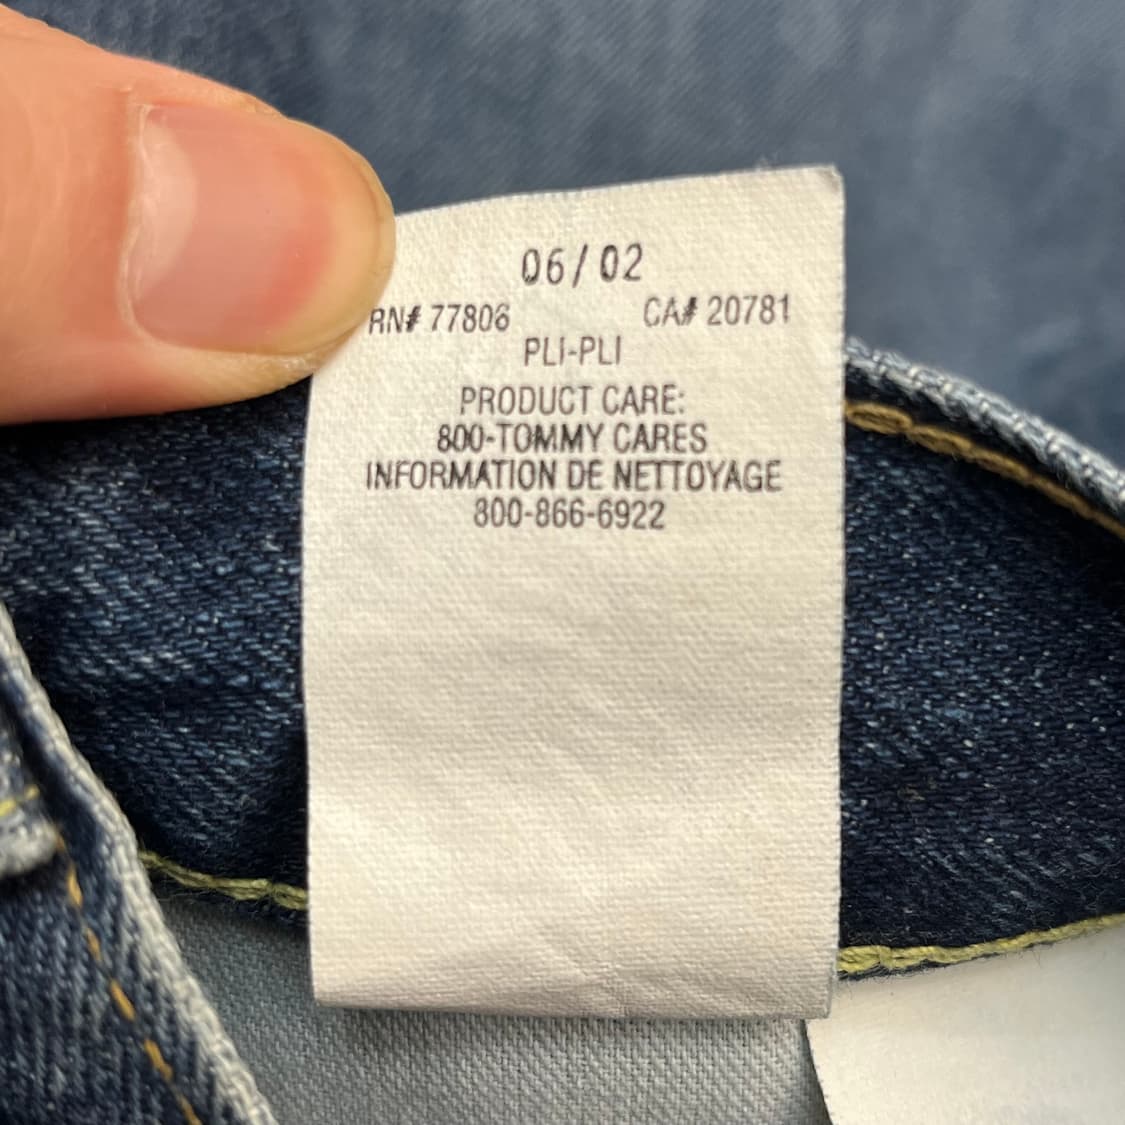 06/02
RN# 77806 CA# 20781
PLI-PLI
PRODUCT CARE:
800-TOMMY CARES
INFORMATION DE NETTOYAGE
800-866-6922